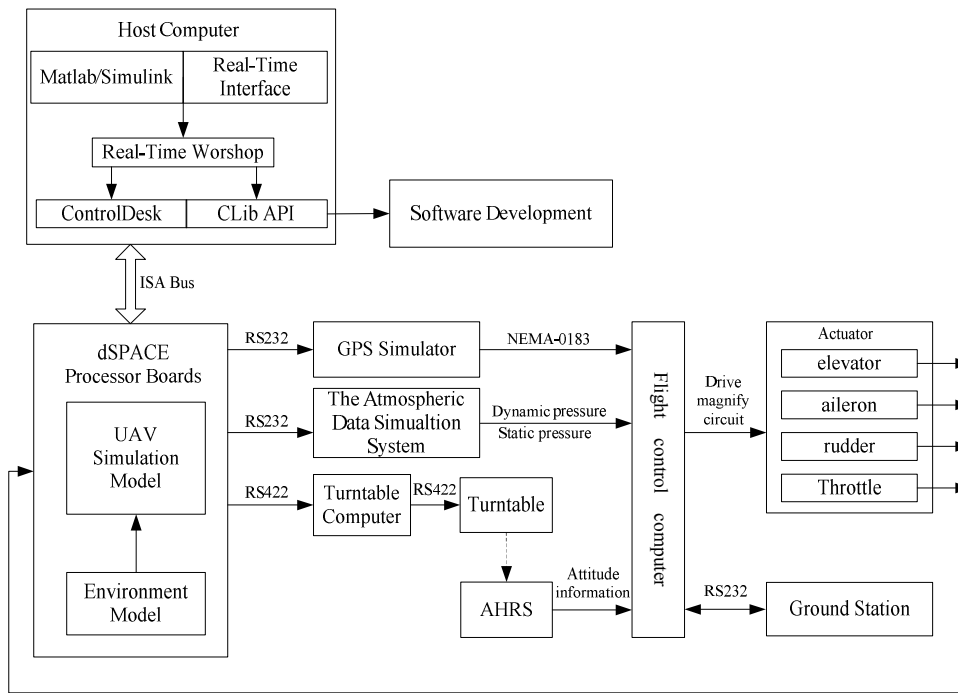 Host Computer
Matlab/Simulink
Real-Time
Interface
Real-Time Worshop
ControlDesk
CLib API
Software Development
ISA Bus
dSPACE
Processor Boards
UAV
Simulation
Model
Environment
Model
RS232
GPS Simulator
NEMA-0183
RS232
The Atmospheric
Data Simualtion
System
Dynamic pressure
Static pressure
RS422
Turntable
Computer
RS422
Turntable
AHRS
Attitude
information
Flight control computer
Drive
magnify
circuit
Actuator
elevator
aileron
rudder
Throttle
RS232
Ground Station